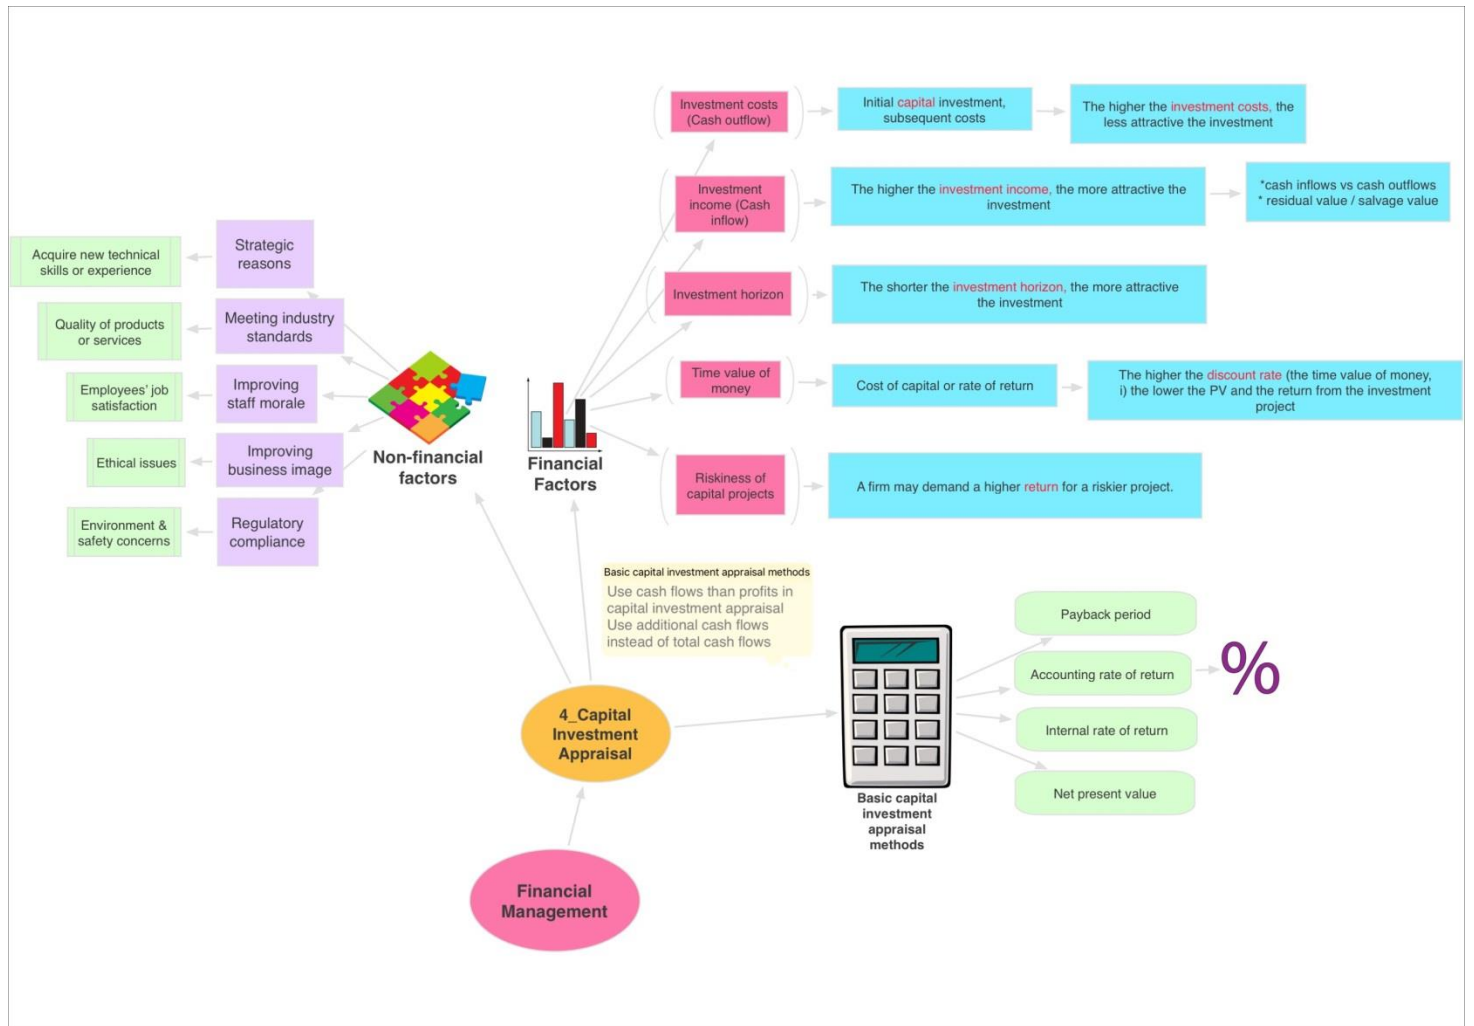 Investment costs
(Cash outflow)
Initial capital investment,
subsequent costs
The higher the investment costs, the
less attractive the investment
Investment
income (Cash
inflow)
The higher the investment income, the more attractive the
investment
*cash inflows vs cash outflows
* residual value / salvage value
Investment horizon
The shorter the investment horizon, the more attractive
the investment
Time value of
money
Cost of capital or rate of return
The higher the discount rate (the time value of money,
i) the lower the PV and the return from the investment
project
Riskiness of
capital projects
A firm may demand a higher return for a riskier project.
Strategic
reasons
Acquire new technical
skills or experience
Meeting industry
standards
Quality of products
or services
Improving
staff morale
Employees' job
satisfaction
Improving
business image
Ethical issues
Regulatory
compliance
Environment &
safety concerns
Non-financial
factors
Financial
Factors
Basic capital investment appraisal methods
Use cash flows than profits in
capital investment appraisal
Use additional cash flows
instead of total cash flows
4_Capital
Investment
Appraisal
Financial
Management
Basic capital
investment
appraisal
methods
Payback period
Accounting rate of return
%
Internal rate of return
Net present value